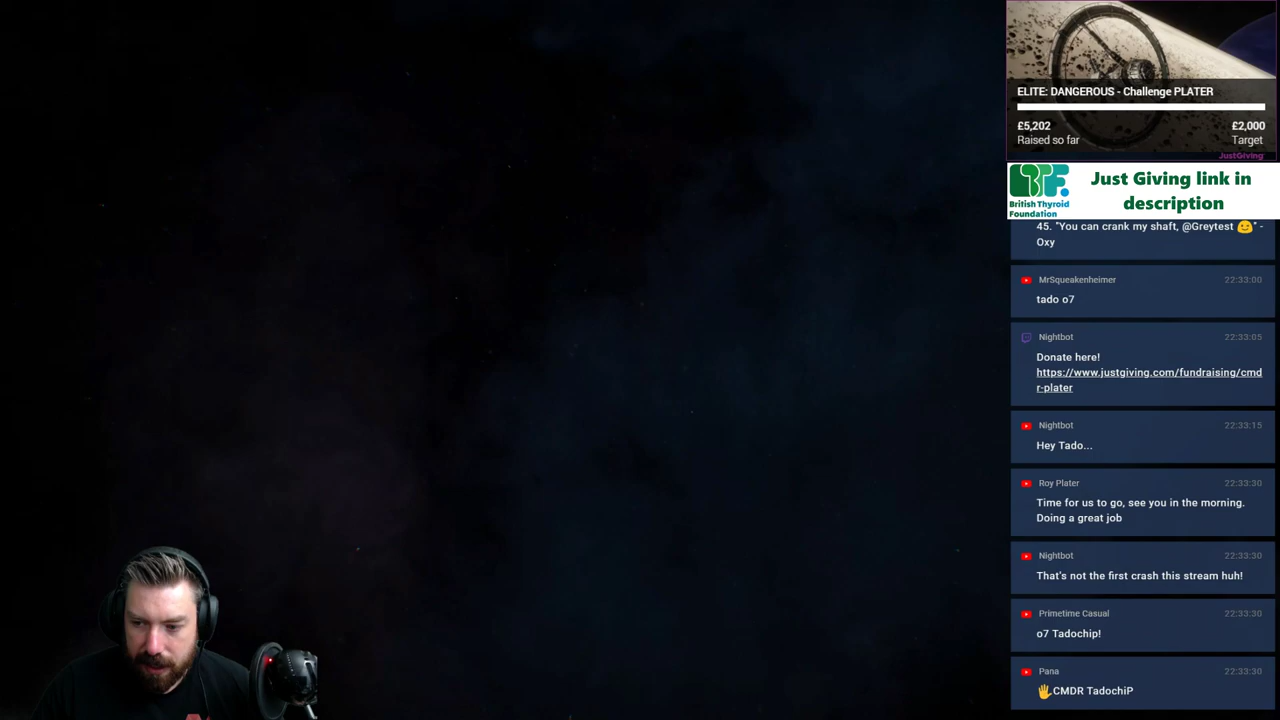 ELITE: DANGEROUS - Challenge PLATER
£5,202
£2,000
Raised so far
Target
JustGiving
BTF
British Thyroid
Foundation
Just Giving link in
description
45. "You can crank my shaft, @Greytest 😉" -
Oxy
MrSqueakenheimer
22:33:00
tado o7
Nightbot
22:33:05
Donate here!
https://www.justgiving.com/fundraising/cmd
r-plater
Nightbot
22:33:15
Hey Tado...
Roy Plater
22:33:30
Time for us to go, see you in the morning.
Doing a great job
Nightbot
22:33:30
That's not the first crash this stream huh!
Primetime Casual
22:33:30
o7 Tadochip!
Pana
22:33:30
🖐CMDR TadochiP